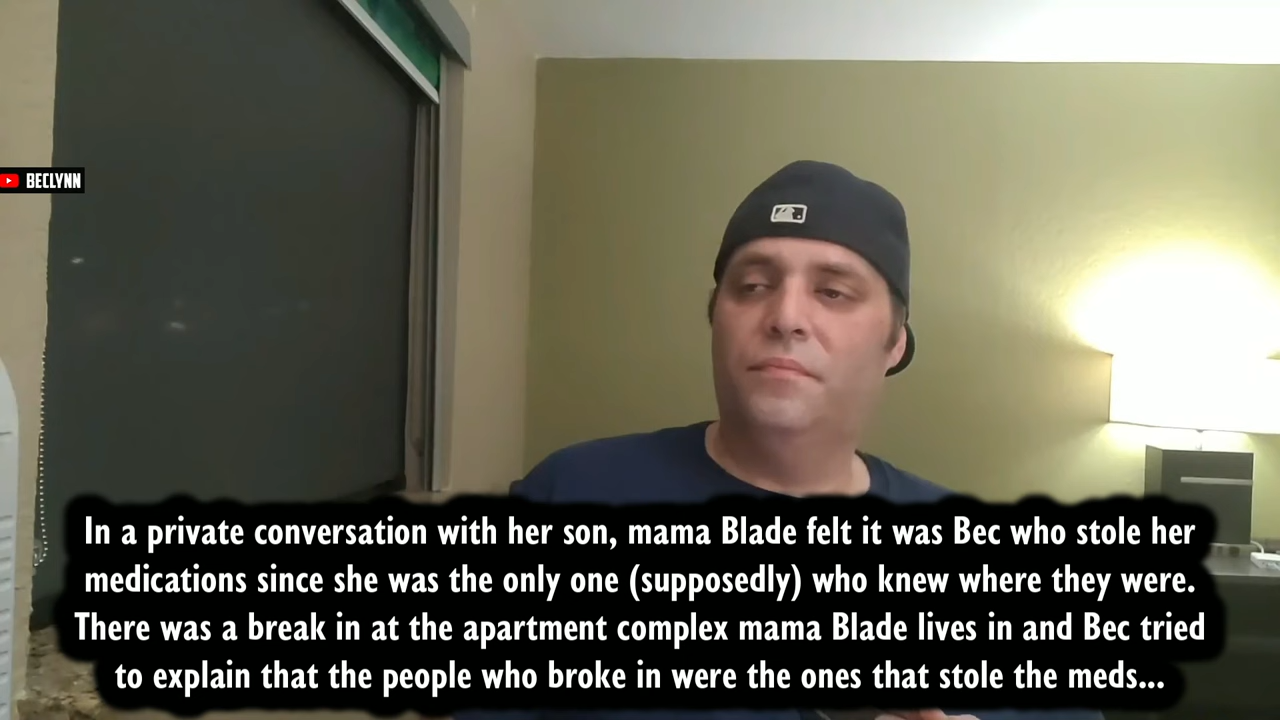 BECLYNN
In a private conversation with her son, mama Blade felt it was Bec who stole her
medications since she was the only one (supposedly) who knew where they were.
There was a break in at the apartment complex mama Blade lives in and Bec tried
to explain that the people who broke in were the ones that stole the meds...